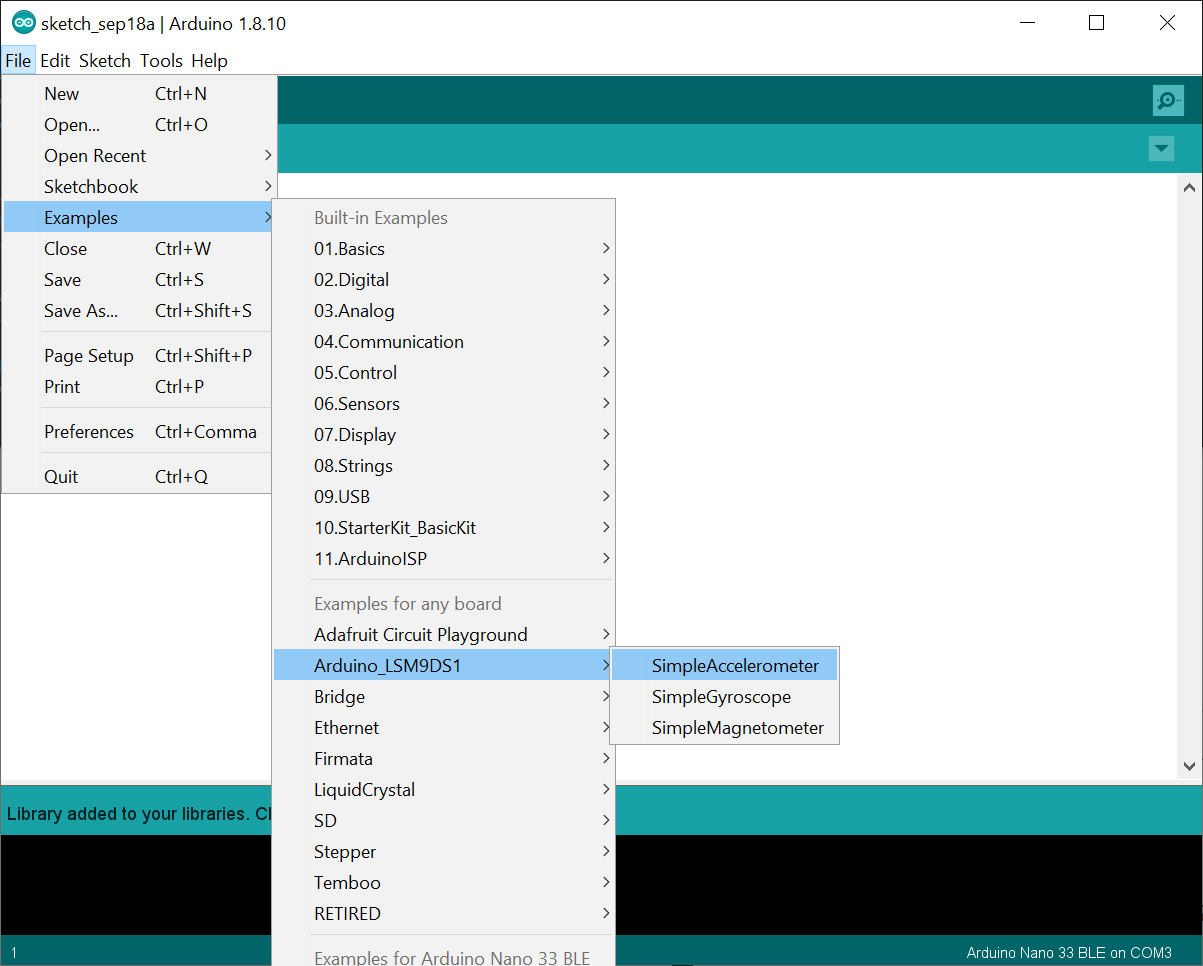 sketch_sep18a | Arduino 1.8.10
File Edit Sketch Tools Help
New Ctrl+N
Open... Ctrl+O
Open Recent
Sketchbook
Examples
Close Ctrl+W
Save Ctrl+S
Save As... Ctrl+Shift+S
Page Setup Ctrl+Shift+P
Print Ctrl+P
Preferences Ctrl+Comma
Quit Ctrl+Q
Built-in Examples
01.Basics
02.Digital
03.Analog
04.Communication
05.Control
06.Sensors
07.Display
08.Strings
09.USB
10.StarterKit_BasicKit
11.ArduinoISP
Examples for any board
Adafruit Circuit Playground
Arduino_LSM9DS1
Bridge
Ethernet
Firmata
LiquidCrystal
SD
Stepper
Temboo
RETIRED
Examples for Arduino Nano 33 BLE
SimpleAccelerometer
SimpleGyroscope
SimpleMagnetometer
Library added to your libraries.
1
Arduino Nano 33 BLE on COM3